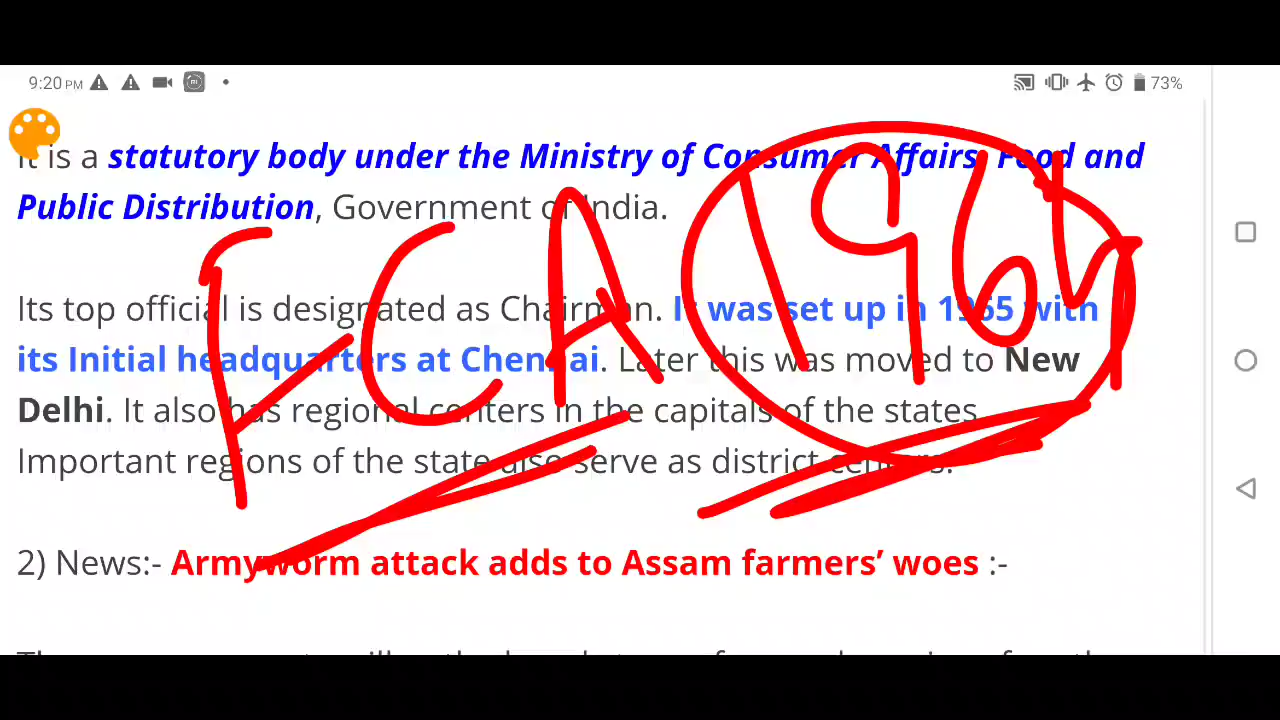 9:20 PM 73%
It is a statutory body under the Ministry of Consumer Affairs, Food and
Public Distribution, Government of India.
FCA 1964
Its top official is designated as Chairman. It was set up in 1965 with
its Initial headquarters at Chennai. Later this was moved to New
Delhi. It also has regional centers in the capitals of the states.
Important regions of the state also serve as district centers.
2) News:- Armyworm attack adds to Assam farmers’ woes :-